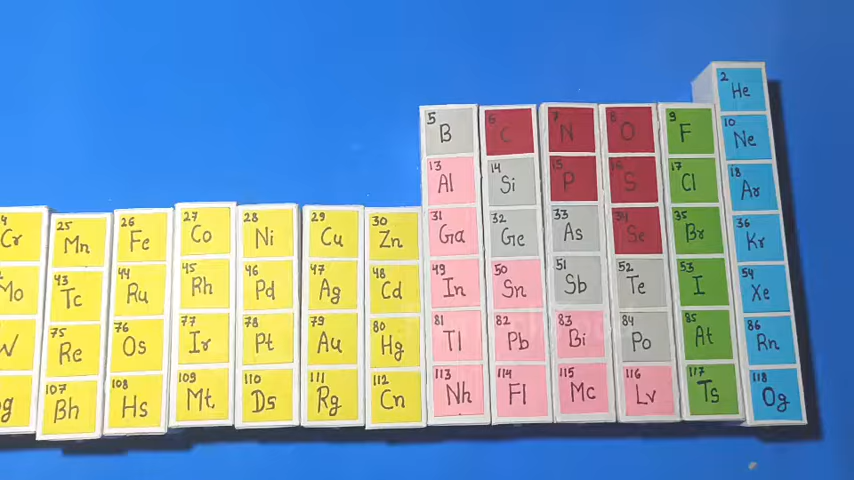 2 He
5 B 6 C 7 N 8 O 9 F 10 Ne
13 Al 14 Si 15 P 16 S 17 Cl 18 Ar
Cr 25 Mn 26 Fe 27 Co 28 Ni 29 Cu 30 Zn 31 Ga 32 Ge 33 As 34 Se 35 Br 36 Kr
Mo 43 Tc 44 Ru 45 Rh 46 Pd 47 Ag 48 Cd 49 In 50 Sn 51 Sb 52 Te 53 I 54 Xe
W 75 Re 76 Os 77 Ir 78 Pt 79 Au 80 Hg 81 Tl 82 Pb 83 Bi 84 Po 85 At 86 Rn
g 107 Bh 108 Hs 109 Mt 110 Ds 111 Rg 112 Cn 113 Nh 114 Fl 115 Mc 116 Lv 117 Ts 118 Og